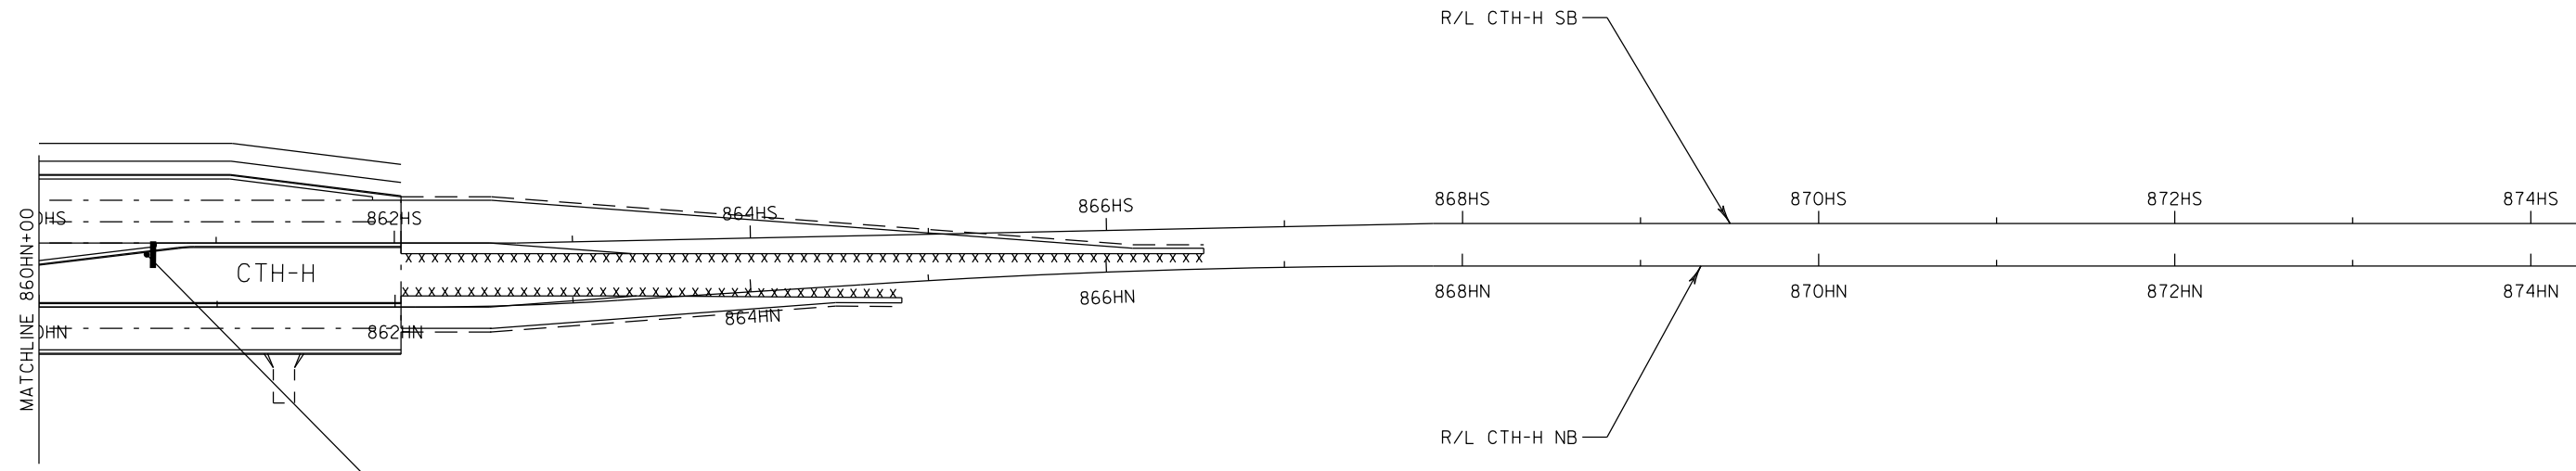 R/L CTH-H SB
862HS
864HS
866HS
868HS
870HS
872HS
874HS
MATCHLINE 860HN+00
CTH-H
862HN
864HN
866HN
868HN
870HN
872HN
874HN
R/L CTH-H NB